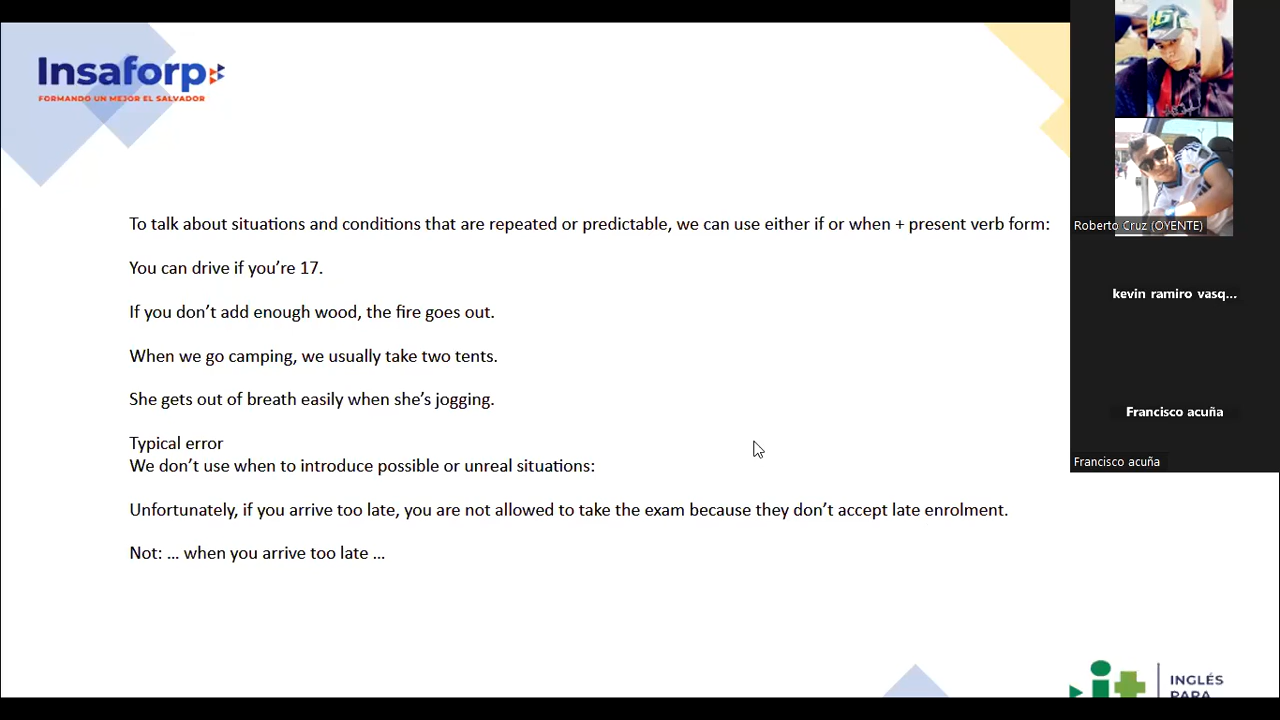 Insaforp
FORMANDO UN MEJOR EL SALVADOR
To talk about situations and conditions that are repeated or predictable, we can use either if or when + present verb form:
You can drive if you’re 17.
If you don’t add enough wood, the fire goes out.
When we go camping, we usually take two tents.
She gets out of breath easily when she’s jogging.
Typical error
We don’t use when to introduce possible or unreal situations:
Unfortunately, if you arrive too late, you are not allowed to take the exam because they don’t accept late enrolment.
Not: … when you arrive too late …
Roberto Cruz (OYENTE)
kevin ramiro vasq...
Francisco acuña
Francisco acuña
it
INGLÉS
PARA